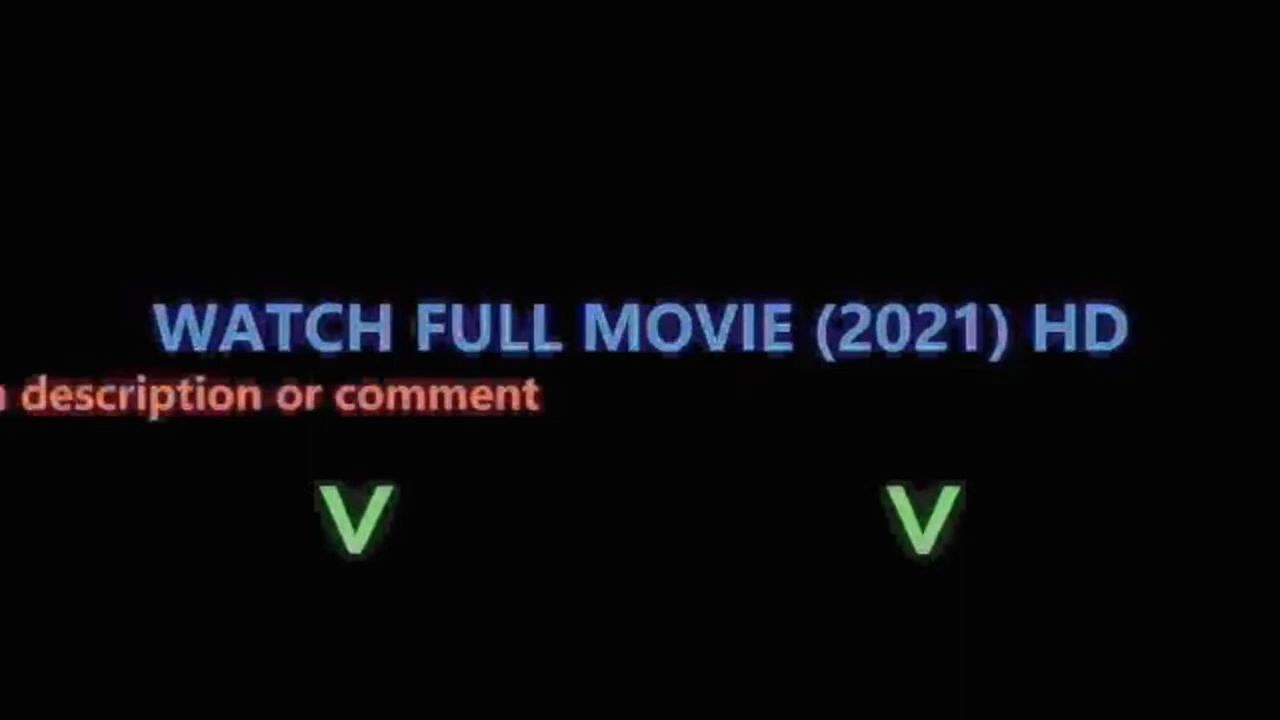 WATCH FULL MOVIE (2021) HD
description or comment
V V